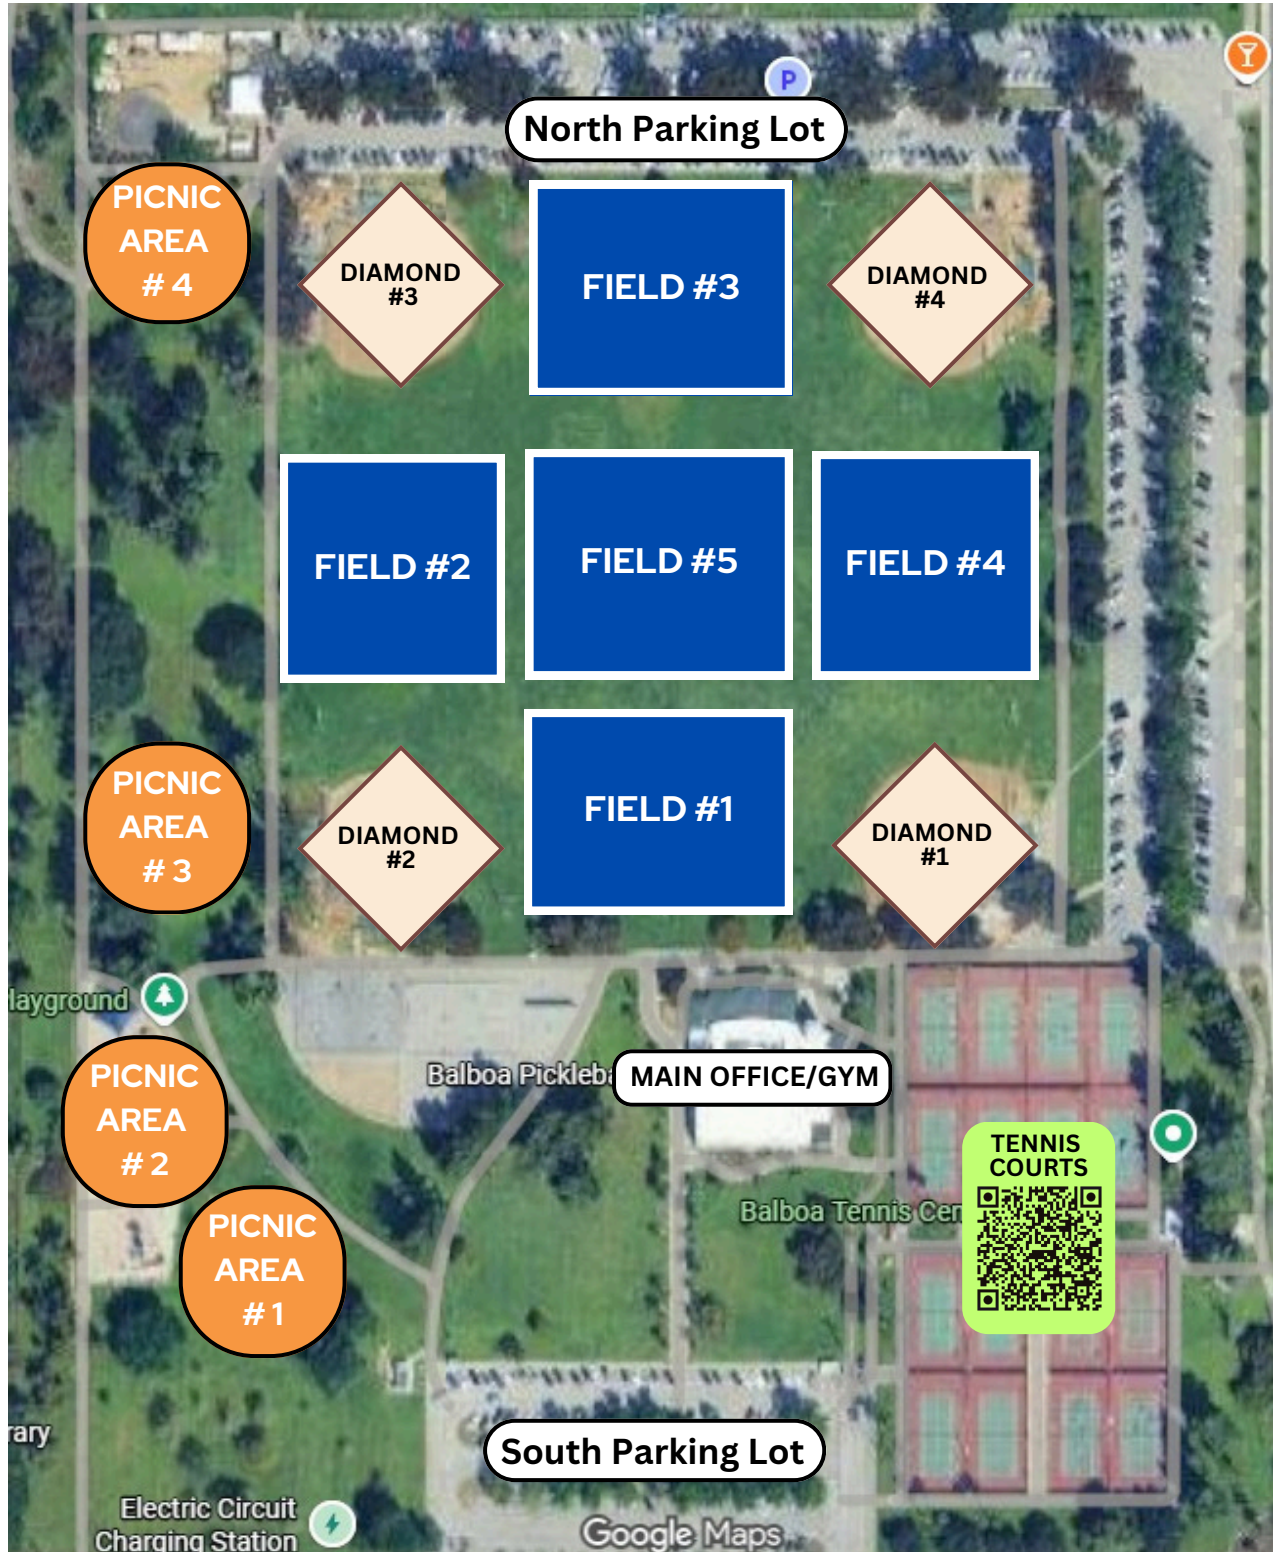 P
North Parking Lot
PICNIC
AREA
# 4
DIAMOND
#3
FIELD #3
DIAMOND
#4
FIELD #2
FIELD #5
FIELD #4
PICNIC
AREA
# 3
DIAMOND
#2
FIELD #1
DIAMOND
#1
layground
PICNIC
AREA
# 2
Balboa Pickleba
MAIN OFFICE/GYM
TENNIS
COURTS
Balboa Tennis Cen
PICNIC
AREA
# 1
rary
South Parking Lot
Electric Circuit
Charging Station
Google Maps